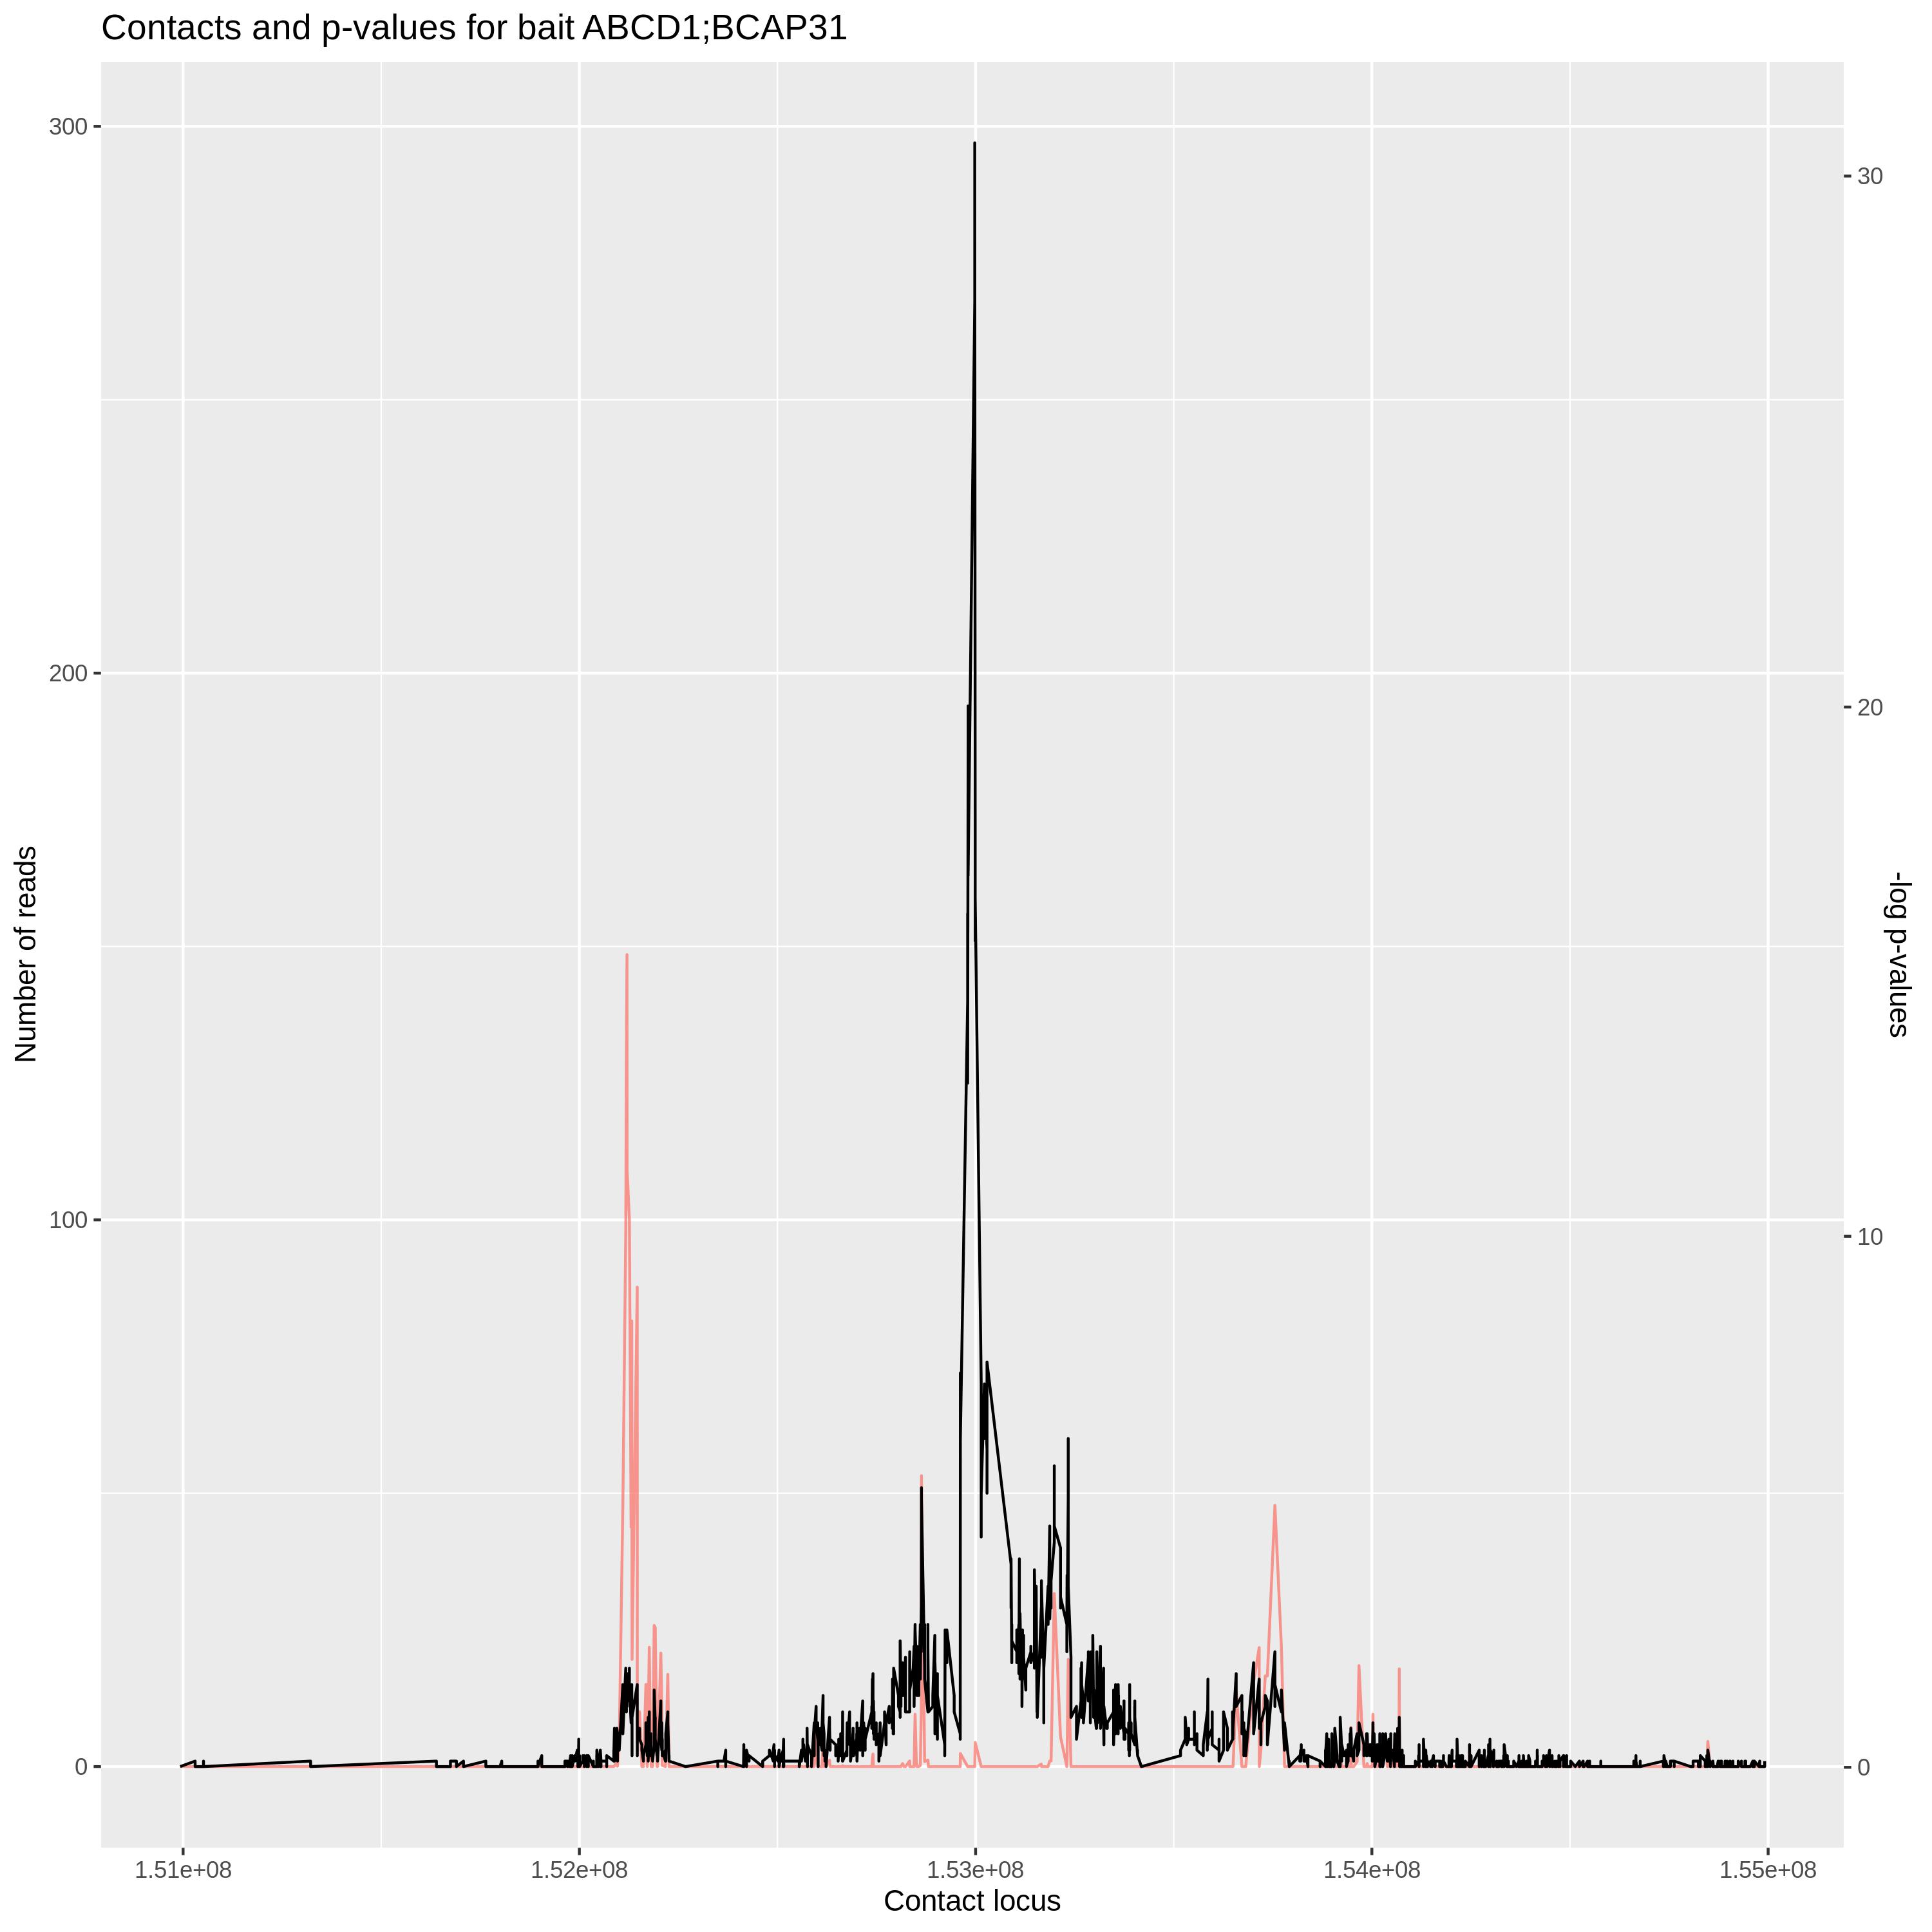 Contacts and p-values for bait ABCD1;BCAP31
300
200
100
0
Number of reads
30
20
10
0
-log p-values
1.51e+08
1.52e+08
1.53e+08
1.54e+08
1.55e+08
Contact locus